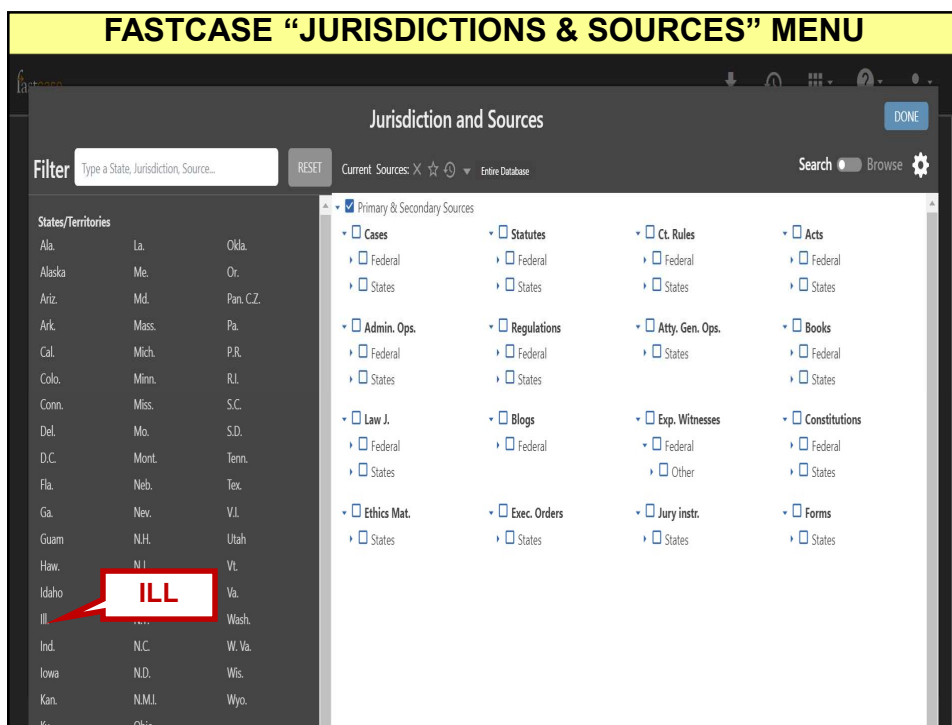 FASTCASE “JURISDICTIONS & SOURCES” MENU
Jurisdiction and Sources
DONE
Filter
Type a State, Jurisdiction, Source...
RESET
Current Sources: X Entire Database
Search Browse
States/Territories
Ala. La. Okla.
Alaska Me. Or.
Ariz. Md. Pan. C.Z.
Ark. Mass. Pa.
Cal. Mich. P.R.
Colo. Minn. R.I.
Conn. Miss. S.C.
Del. Mo. S.D.
D.C. Mont. Tenn.
Fla. Neb. Tex.
Ga. Nev. V.I.
Guam N.H. Utah
Haw. Vt.
Idaho Va.
Ill. Wash.
Ind. N.C. W. Va.
Iowa N.D. Wis.
Kan. N.M.I. Wyo.
ILL
Primary & Secondary Sources
Cases Statutes Ct. Rules Acts
Federal Federal Federal Federal
States States States States
Admin. Ops. Regulations Atty. Gen. Ops. Books
Federal Federal States Federal
States States States
Law J. Blogs Exp. Witnesses Constitutions
Federal Federal Federal Federal
States Other States
Ethics Mat. Exec. Orders Jury instr. Forms
States States States States